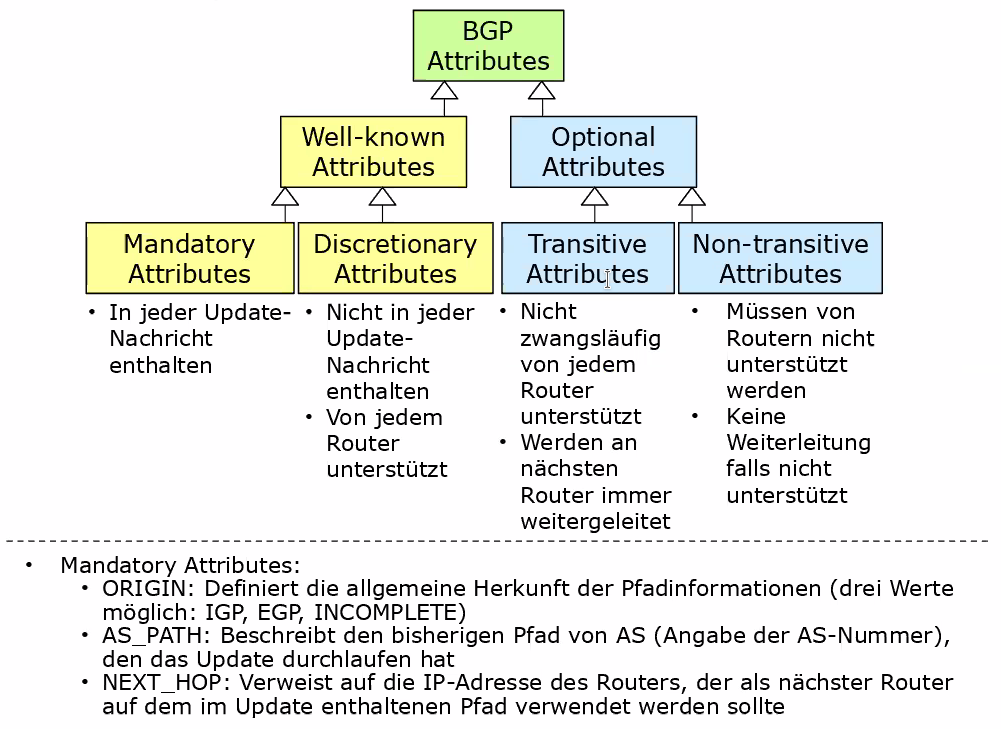 BGP
Attributes
Well-known
Attributes
Optional
Attributes
Mandatory
Attributes
Discretionary
Attributes
Transitive
Attributes
Non-transitive
Attributes
• In jeder Update-
Nachricht
enthalten
• Nicht in jeder
Update-
Nachricht
enthalten
• Von jedem
Router
unterstützt
• Nicht
zwangsläufig
von jedem
Router
unterstützt
• Werden an
nächsten
Router immer
weitergeleitet
• Müssen von
Routern nicht
unterstützt
werden
• Keine
Weiterleitung
falls nicht
unterstützt
• Mandatory Attributes:
• ORIGIN: Definiert die allgemeine Herkunft der Pfadinformationen (drei Werte
möglich: IGP, EGP, INCOMPLETE)
• AS_PATH: Beschreibt den bisherigen Pfad von AS (Angabe der AS-Nummer),
den das Update durchlaufen hat
• NEXT_HOP: Verweist auf die IP-Adresse des Routers, der als nächster Router
auf dem im Update enthaltenen Pfad verwendet werden sollte